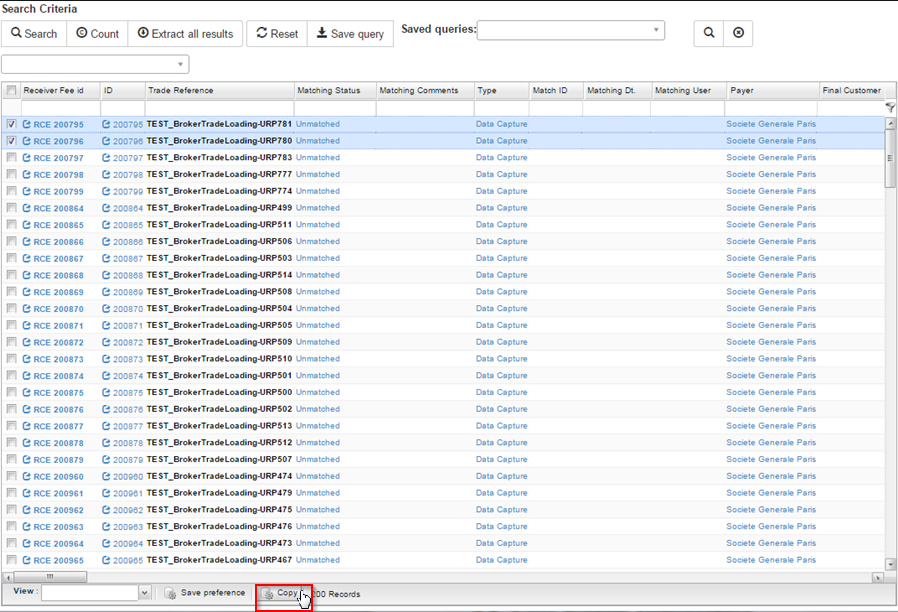 Search Criteria
Search Count Extract all results Reset Save query Saved queries:
Receiver Fee id ID Trade Reference Matching Status Matching Comments Type Match ID Matching Dt. Matching User Payer Final Customer
RCE 200795 200795 TEST_BrokerTradeLoading-URP781 Unmatched Data Capture Societe Generale Paris
RCE 200796 200796 TEST_BrokerTradeLoading-URP780 Unmatched Data Capture Societe Generale Paris
RCE 200797 200797 TEST_BrokerTradeLoading-URP783 Unmatched Data Capture Societe Generale Paris
RCE 200798 200798 TEST_BrokerTradeLoading-URP777 Unmatched Data Capture Societe Generale Paris
RCE 200799 200799 TEST_BrokerTradeLoading-URP774 Unmatched Data Capture Societe Generale Paris
RCE 200864 200864 TEST_BrokerTradeLoading-URP499 Unmatched Data Capture Societe Generale Paris
RCE 200865 200865 TEST_BrokerTradeLoading-URP511 Unmatched Data Capture Societe Generale Paris
RCE 200866 200866 TEST_BrokerTradeLoading-URP506 Unmatched Data Capture Societe Generale Paris
RCE 200867 200867 TEST_BrokerTradeLoading-URP503 Unmatched Data Capture Societe Generale Paris
RCE 200868 200868 TEST_BrokerTradeLoading-URP514 Unmatched Data Capture Societe Generale Paris
RCE 200869 200869 TEST_BrokerTradeLoading-URP508 Unmatched Data Capture Societe Generale Paris
RCE 200870 200870 TEST_BrokerTradeLoading-URP504 Unmatched Data Capture Societe Generale Paris
RCE 200871 200871 TEST_BrokerTradeLoading-URP505 Unmatched Data Capture Societe Generale Paris
RCE 200872 200872 TEST_BrokerTradeLoading-URP509 Unmatched Data Capture Societe Generale Paris
RCE 200873 200873 TEST_BrokerTradeLoading-URP510 Unmatched Data Capture Societe Generale Paris
RCE 200874 200874 TEST_BrokerTradeLoading-URP501 Unmatched Data Capture Societe Generale Paris
RCE 200875 200875 TEST_BrokerTradeLoading-URP500 Unmatched Data Capture Societe Generale Paris
RCE 200876 200876 TEST_BrokerTradeLoading-URP502 Unmatched Data Capture Societe Generale Paris
RCE 200877 200877 TEST_BrokerTradeLoading-URP513 Unmatched Data Capture Societe Generale Paris
RCE 200878 200878 TEST_BrokerTradeLoading-URP512 Unmatched Data Capture Societe Generale Paris
RCE 200879 200879 TEST_BrokerTradeLoading-URP507 Unmatched Data Capture Societe Generale Paris
RCE 200960 200960 TEST_BrokerTradeLoading-URP474 Unmatched Data Capture Societe Generale Paris
RCE 200961 200961 TEST_BrokerTradeLoading-URP479 Unmatched Data Capture Societe Generale Paris
RCE 200962 200962 TEST_BrokerTradeLoading-URP475 Unmatched Data Capture Societe Generale Paris
RCE 200963 200963 TEST_BrokerTradeLoading-URP476 Unmatched Data Capture Societe Generale Paris
RCE 200964 200964 TEST_BrokerTradeLoading-URP473 Unmatched Data Capture Societe Generale Paris
RCE 200965 200965 TEST_BrokerTradeLoading-URP467 Unmatched Data Capture Societe Generale Paris
View : Save preference Copy 200 Records